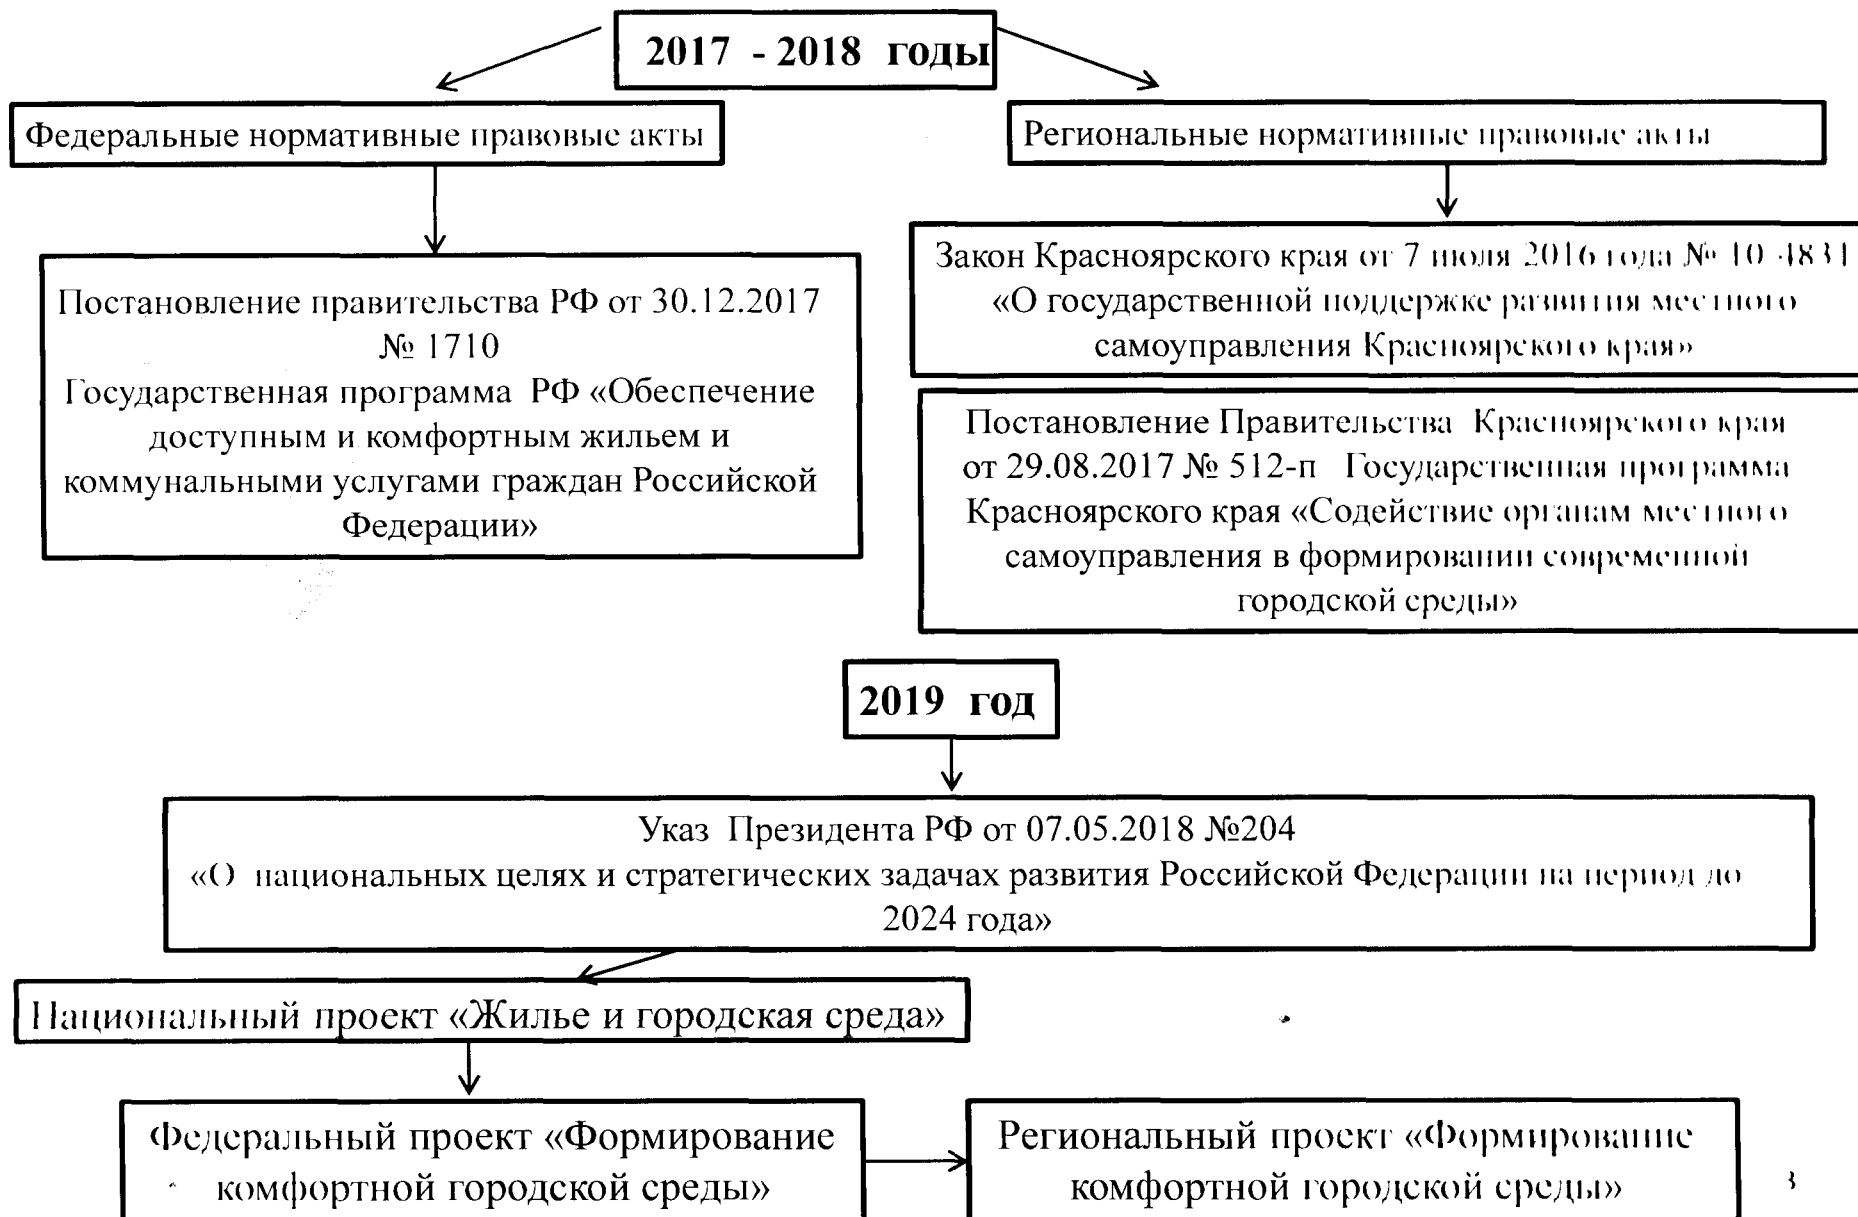 2017 - 2018 годы
Федеральные нормативные правовые акты
Региональные нормативные правовые акты
Постановление правительства РФ от 30.12.2017
№ 1710
Государственная программа РФ «Обеспечение
доступным и комфортным жильем и
коммунальными услугами граждан Российской
Федерации»
Закон Красноярского края от 7 июля 2016 года № 10-4831
«О государственной поддержке развития местного
самоуправления Красноярского края»
Постановление Правительства Красноярского края
от 29.08.2017 № 512-п Государственная программа
Красноярского края «Содействие органам местного
самоуправления в формировании современной
городской среды»
2019 год
Указ Президента РФ от 07.05.2018 №204
«О национальных целях и стратегических задачах развития Российской Федерации на период до
2024 года»
Национальный проект «Жилье и городская среда»
Федеральный проект «Формирование
комфортной городской среды»
Региональный проект «Формирование
комфортной городской среды»
3